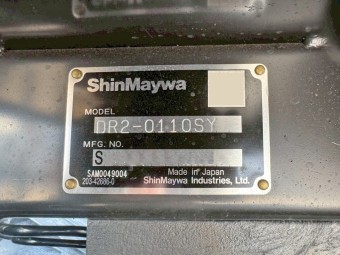 ShinMaywa
MODEL
DR2-0110SY
MFG. NO.
S
SAM0049004
Made in Japan
203-42686-0
ShinMaywa Industries, Ltd.